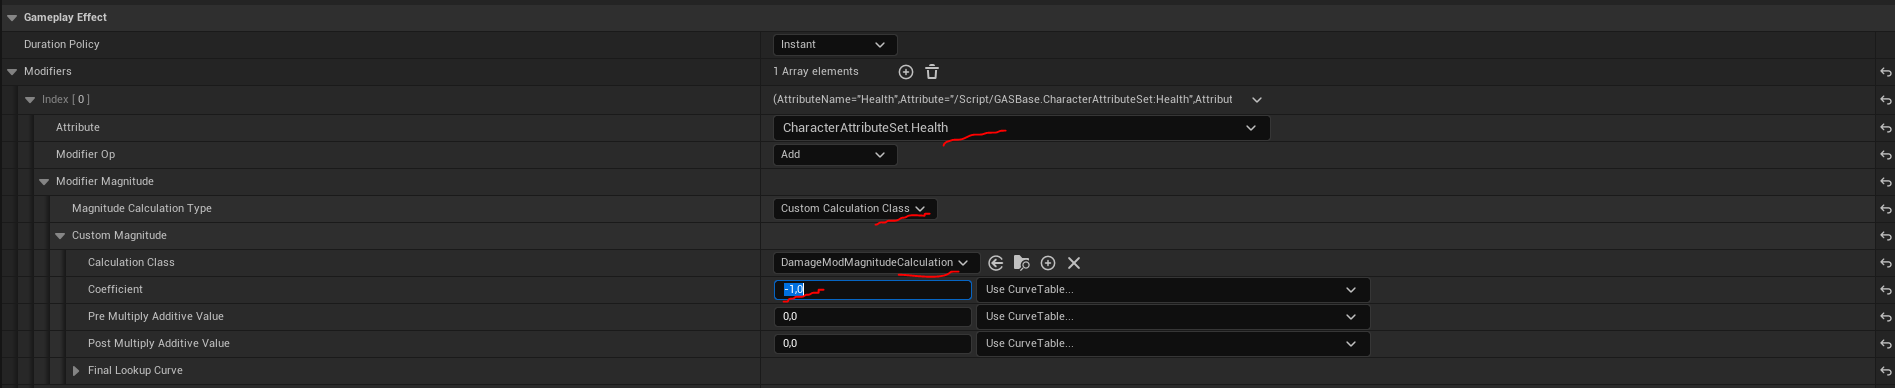 Gameplay Effect
Duration Policy Instant
Modifiers 1 Array elements
Index [ 0 ] (AttributeName="Health",Attribute="/Script/GASBase.CharacterAttributeSet:Health",Attribut
Attribute CharacterAttributeSet.Health
Modifier Op Add
Modifier Magnitude
Magnitude Calculation Type Custom Calculation Class
Custom Magnitude
Calculation Class DamageModMagnitudeCalculation
Coefficient -1,0 Use CurveTable...
Pre Multiply Additive Value 0,0 Use CurveTable...
Post Multiply Additive Value 0,0 Use CurveTable...
Final Lookup Curve